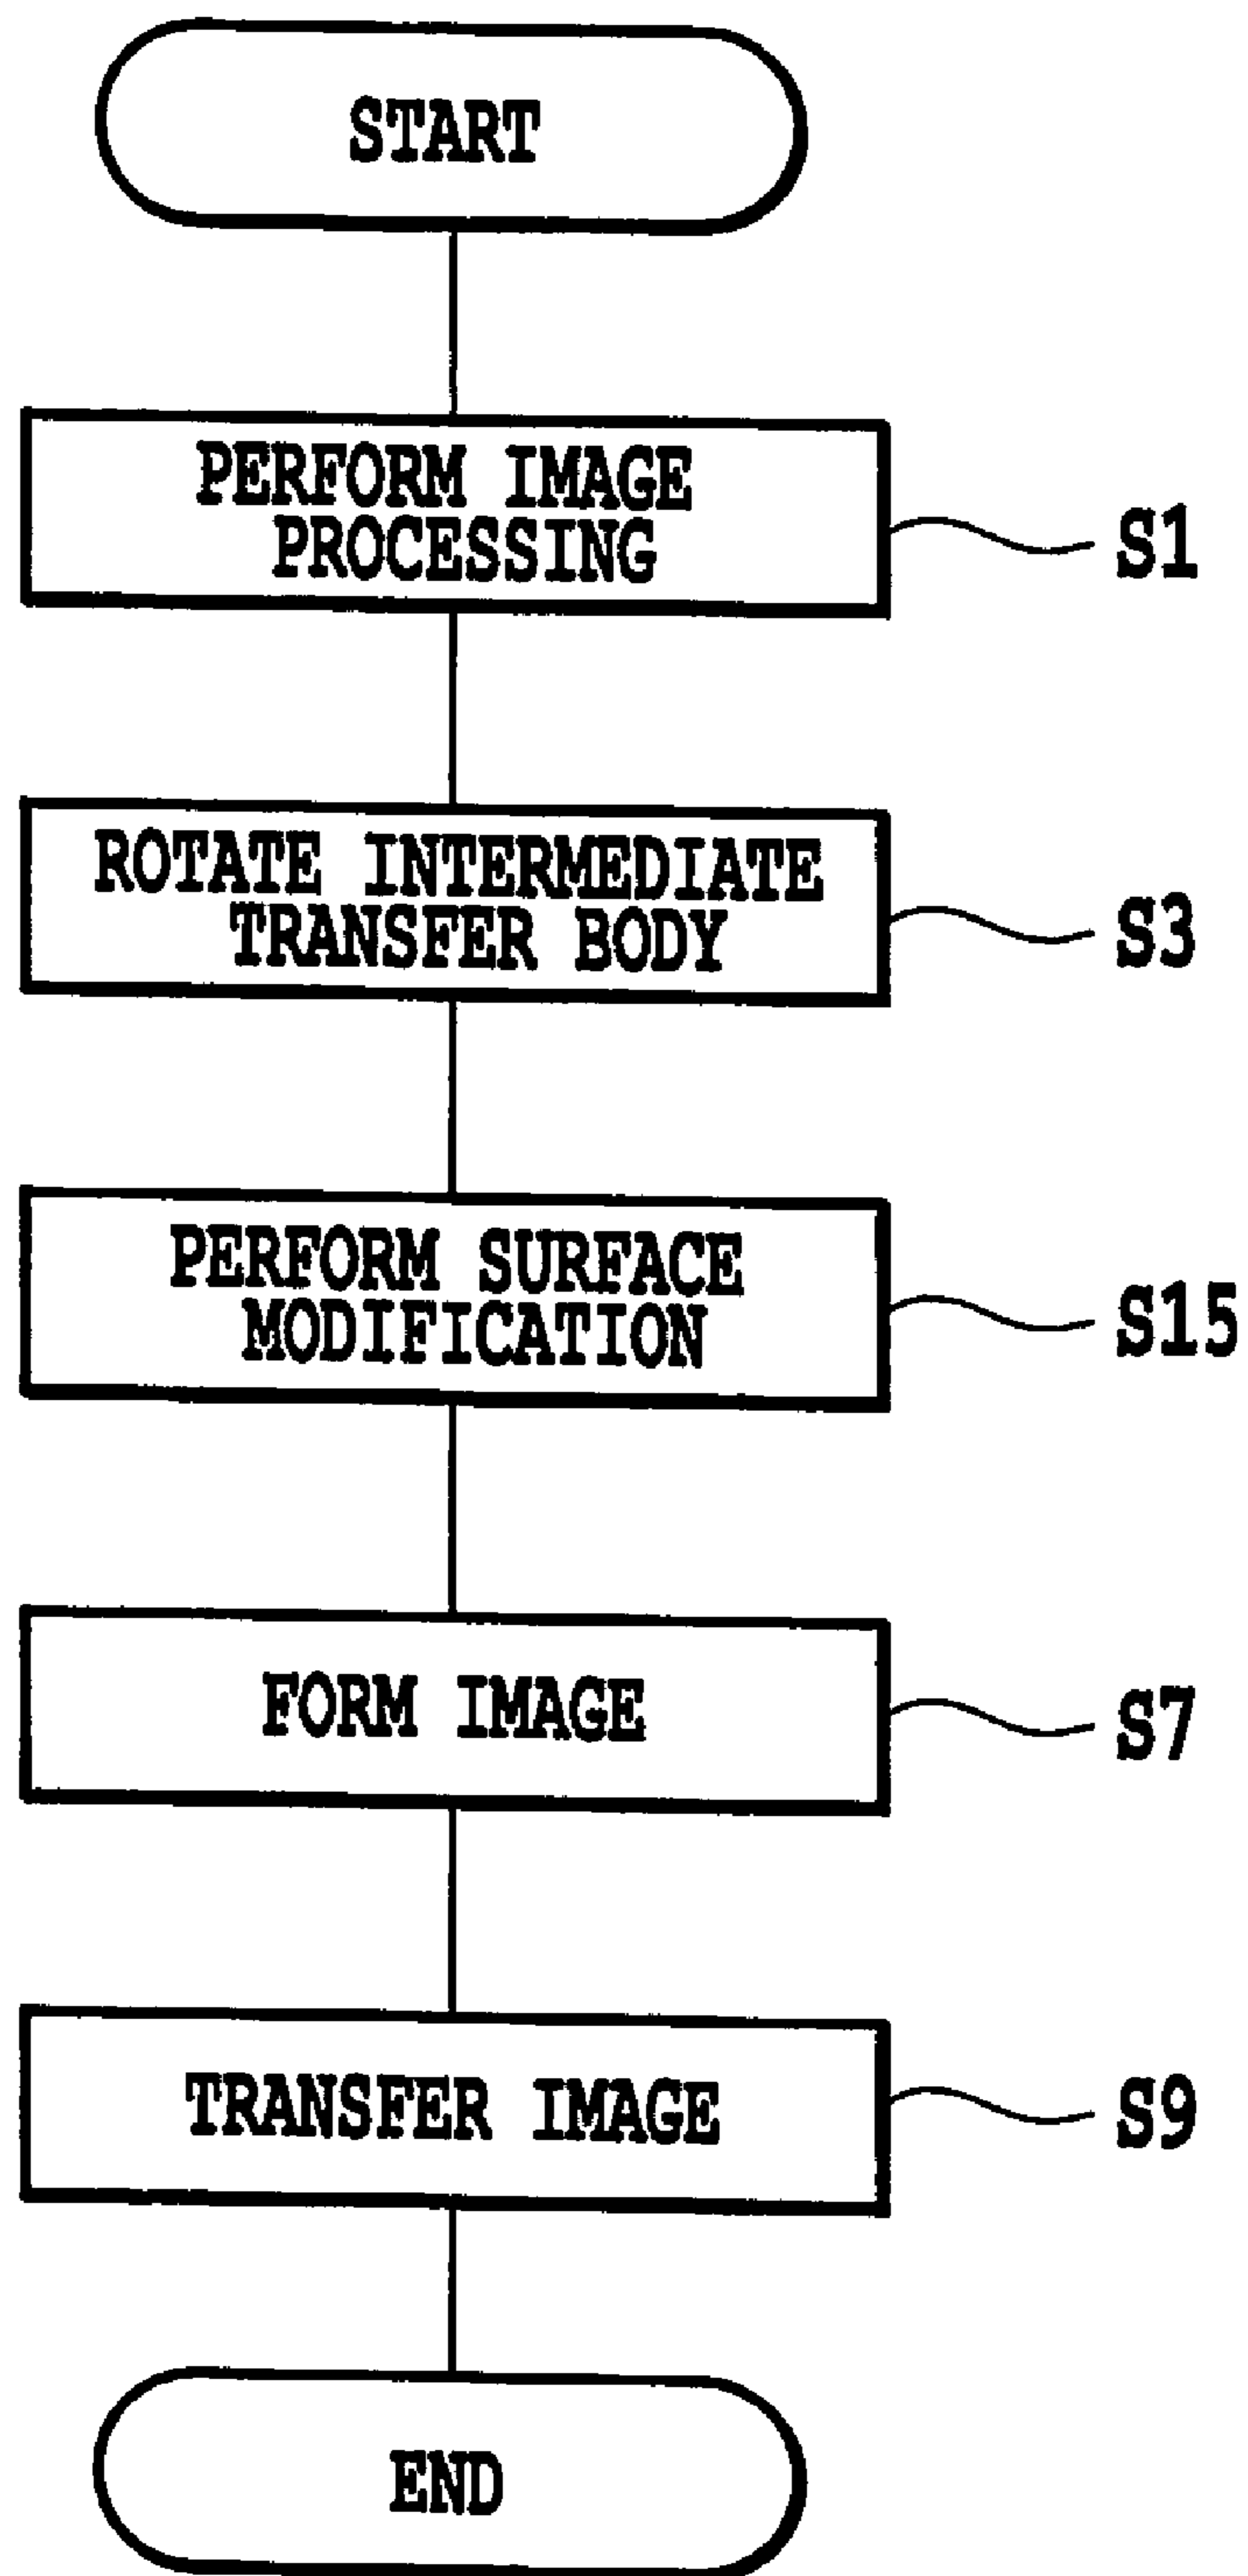 START
PERFORM IMAGE
PROCESSING
S1
ROTATE INTERMEDIATE
TRANSFER BODY
S3
PERFORM SURFACE
MODIFICATION
S15
FORM IMAGE
S7
TRANSFER IMAGE
S9
END